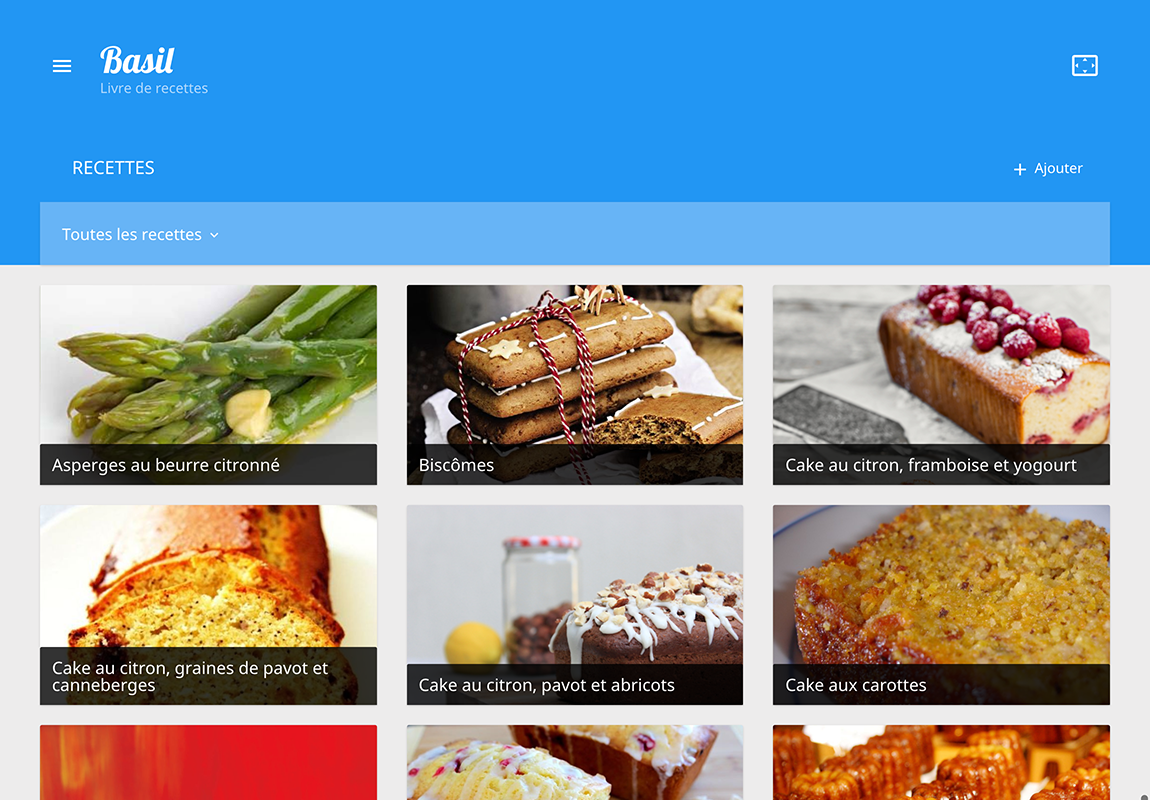 Basil
Livre de recettes
RECETTES
Ajouter
Toutes les recettes
Asperges au beurre citronné
Biscômes
Cake au citron, framboise et yogourt
Cake au citron, graines de pavot et
canneberges
Cake au citron, pavot et abricots
Cake aux carottes